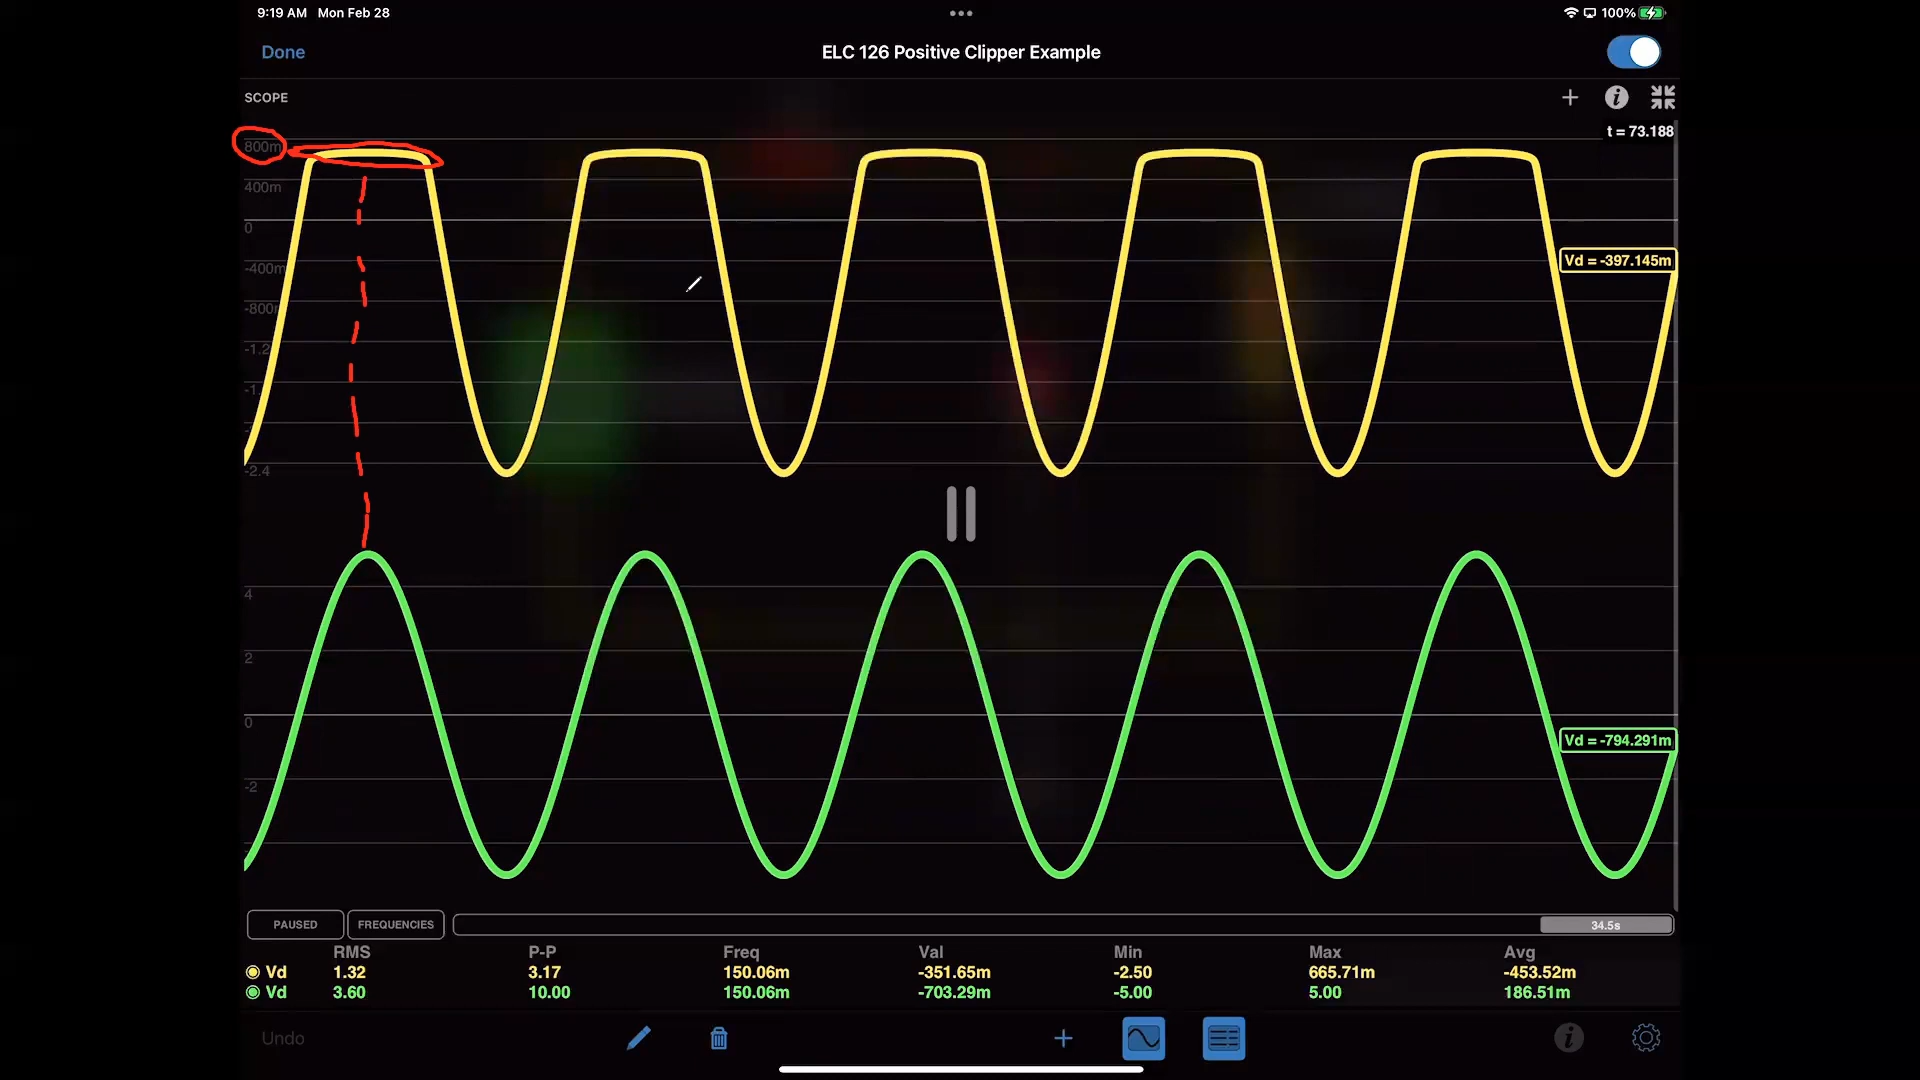 9:19 AM Mon Feb 28
100%
Done
ELC 126 Positive Clipper Example
SCOPE
t = 73.188
800m
400m
0
-400m
Vd = -397.145m
-800m
-1.2
-2.4
4
2
0
Vd = -794.291m
-2
PAUSED FREQUENCIES 34.5s
RMS P-P Freq Val Min Max Avg
Vd 1.32 3.17 150.06m -351.65m -2.50 665.71m -453.52m
Vd 3.60 10.00 150.06m -703.29m -5.00 5.00 186.51m
Undo